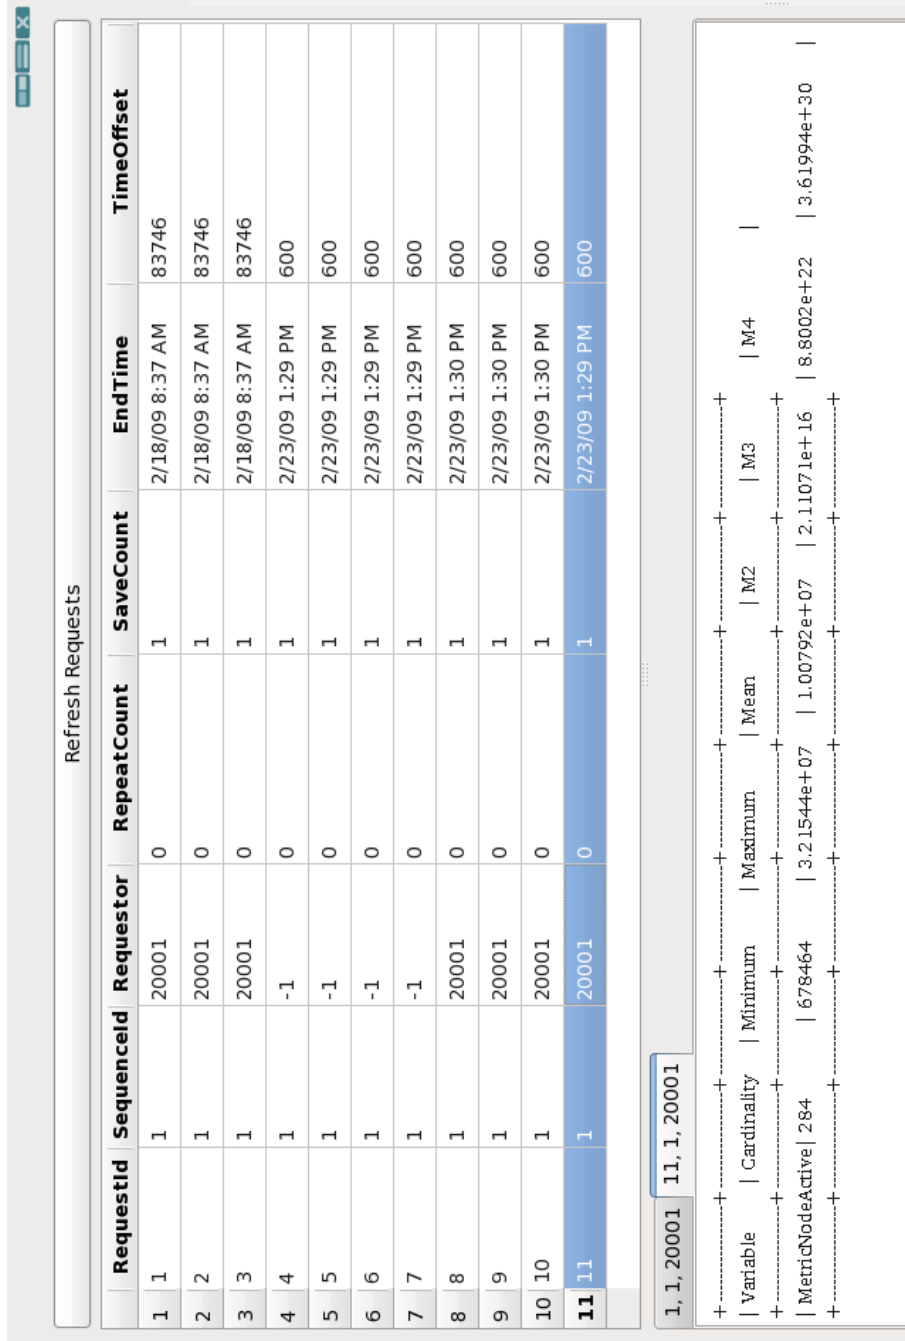 Refresh Requests
RequestId SequenceId Requestor RepeatCount SaveCount EndTime TimeOffset
1 1 1 20001 0 1 2/18/09 8:37 AM 83746
2 2 1 20001 0 1 2/18/09 8:37 AM 83746
3 3 1 20001 0 1 2/18/09 8:37 AM 83746
4 4 1 -1 0 1 2/23/09 1:29 PM 600
5 5 1 -1 0 1 2/23/09 1:29 PM 600
6 6 1 -1 0 1 2/23/09 1:29 PM 600
7 7 1 -1 0 1 2/23/09 1:29 PM 600
8 8 1 20001 0 1 2/23/09 1:30 PM 600
9 9 1 20001 0 1 2/23/09 1:30 PM 600
10 10 1 20001 0 1 2/23/09 1:30 PM 600
11 11 1 20001 0 1 2/23/09 1:29 PM 600
1, 1, 20001 11, 1, 20001
| Variable | Cardinality | Minimum | Maximum | Mean | M2 | M3 | M4 |
| MetricNodeActive| 284 | 678464 | 3.21544e+07 | 1.00792e+07 | 2.11071e+16 | 8.8002e+22 | 3.61994e+30 |